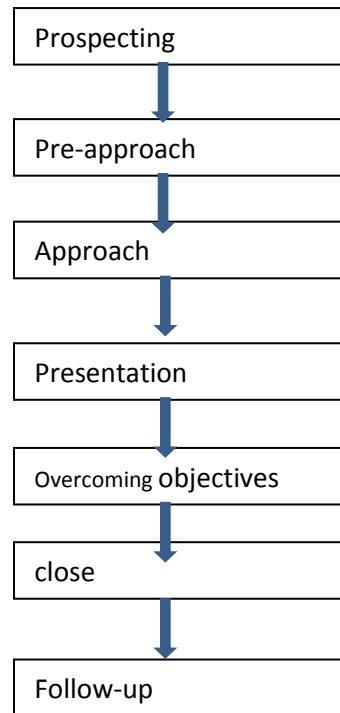 Prospecting
Pre-approach
Approach
Presentation
Overcoming objectives
close
Follow-up